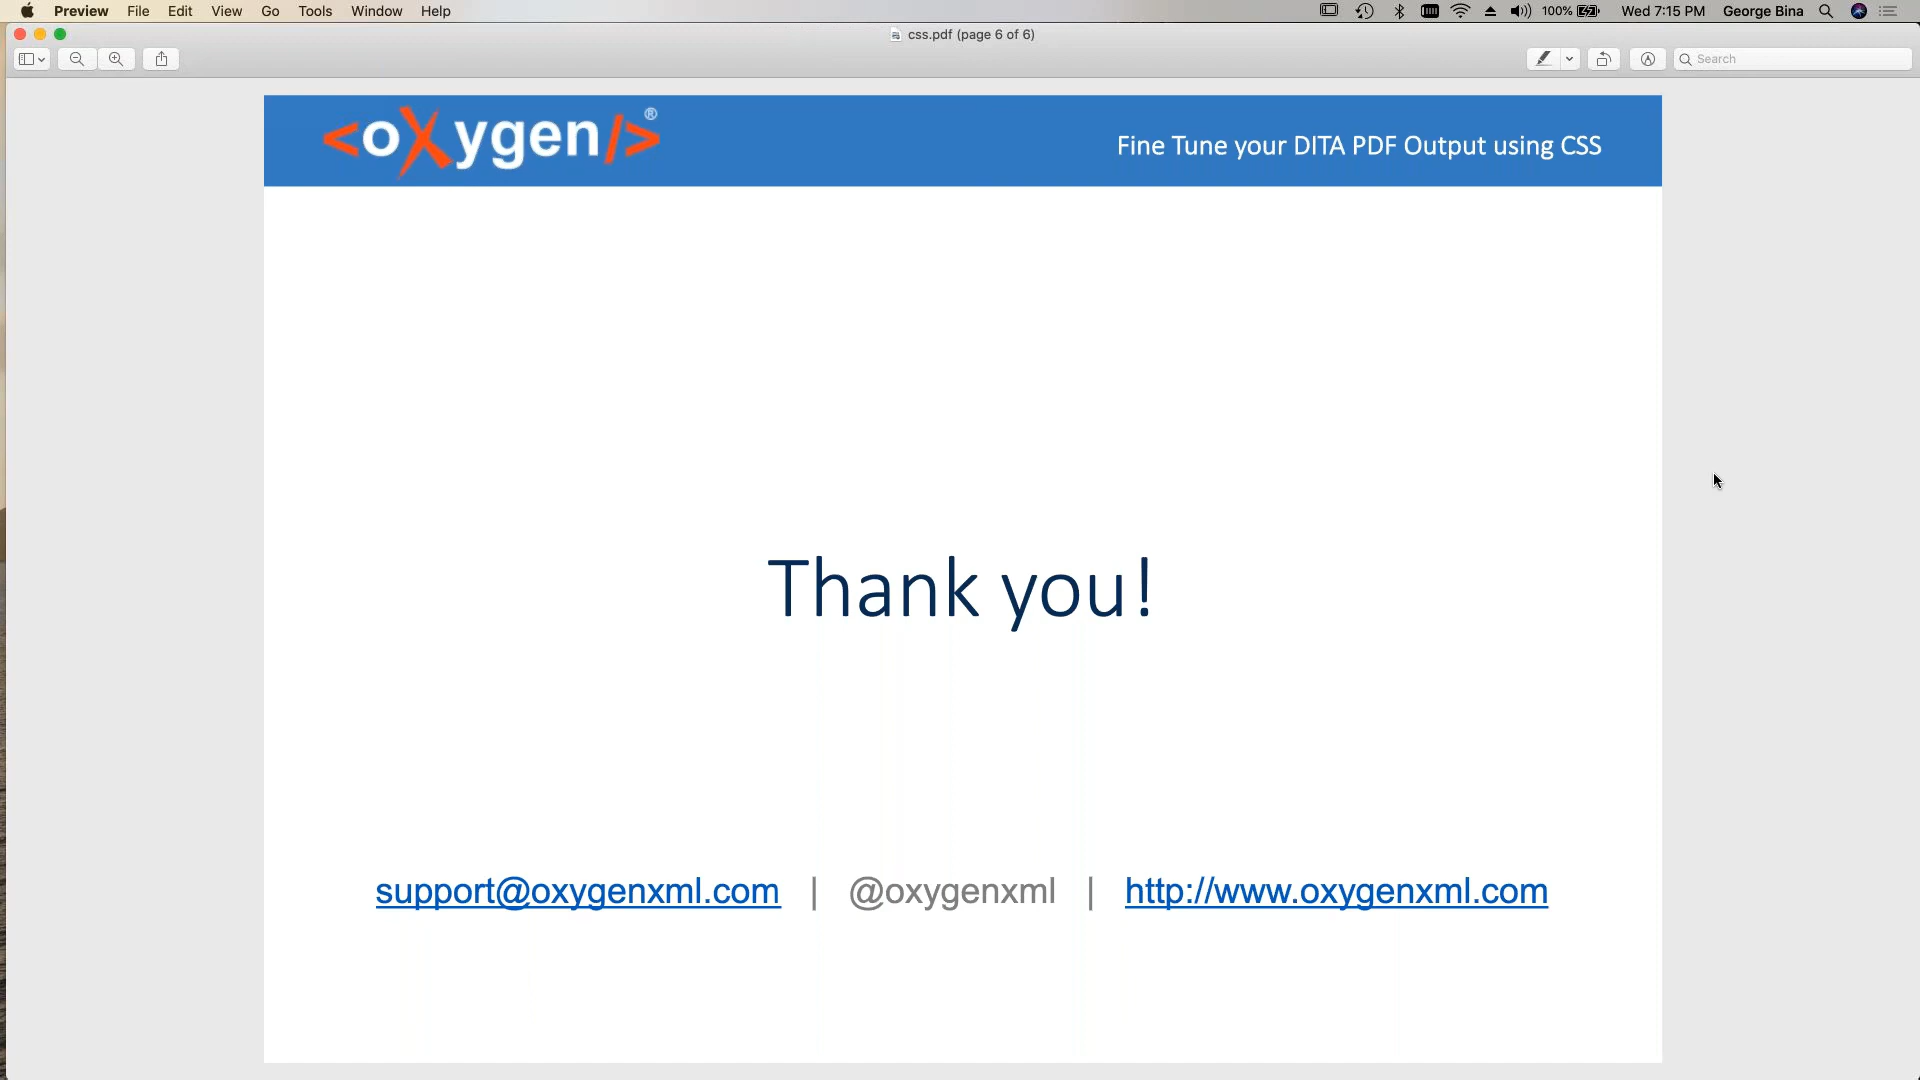 Preview File Edit View Go Tools Window Help 100% Wed 7:15 PM George Bina
css.pdf (page 6 of 6)
Search
<oXygen/>®
Fine Tune your DITA PDF Output using CSS
Thank you!
support@oxygenxml.com | @oxygenxml | http://www.oxygenxml.com